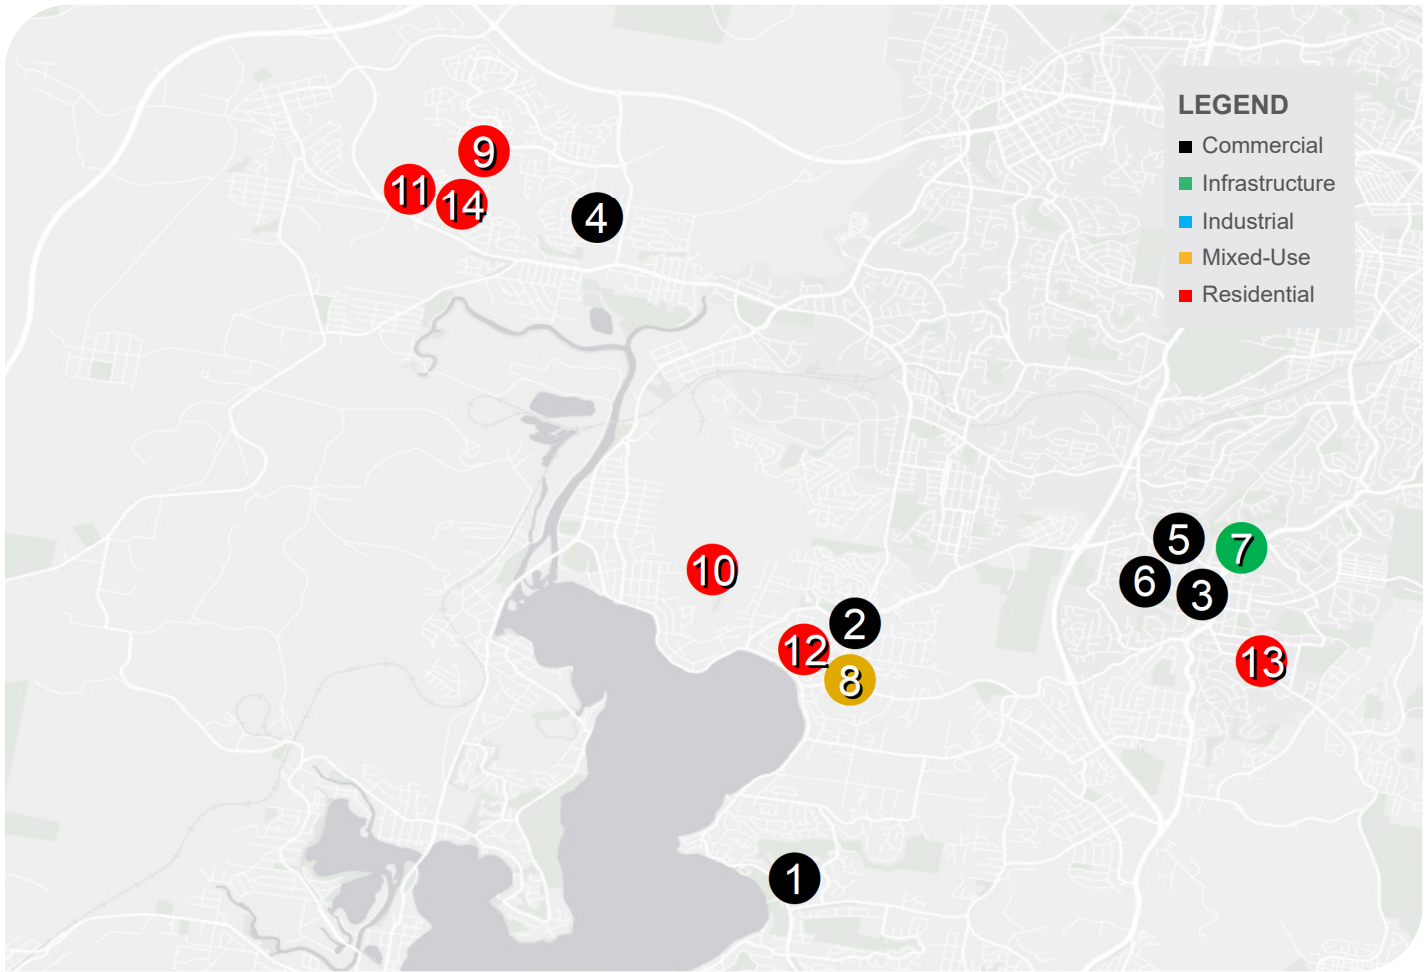 LEGEND
Commercial
Infrastructure
Industrial
Mixed-Use
Residential
9
11
14
4
5
7
6
3
10
2
12
8
13
1